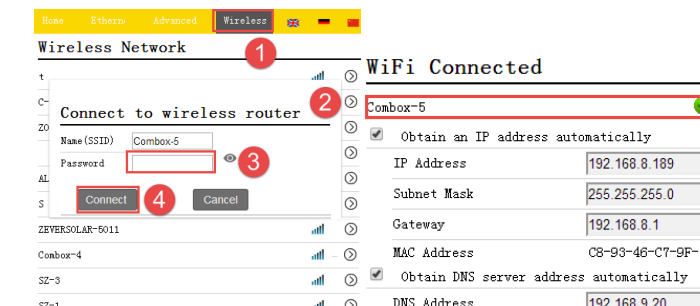 Home Etherne Advanced Wireless
Wireless Network
1
t
C-
2
Connect to wireless router
ZO
Name(SSID) Combox-5
Password
3
AL
S
Connect 4 Cancel
ZEVERSOLAR-5011
Combox-4
SZ-3
SZ-1
WiFi Connected
Combox-5
Obtain an IP address automatically
IP Address 192.168.8.189
Subnet Mask 255.255.255.0
Gateway 192.168.8.1
MAC Address C8-93-46-C7-9F-
Obtain DNS server address automatically
DNS Address 192.168.9.20